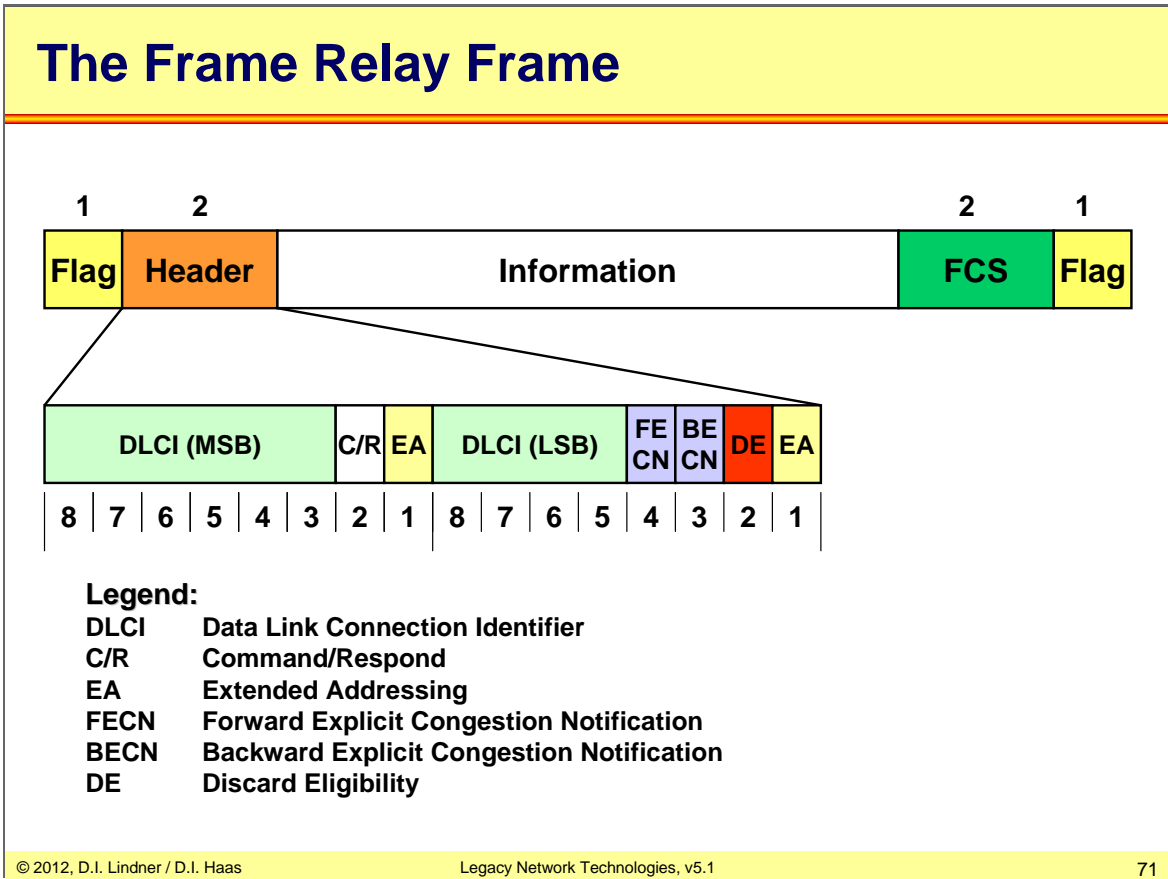 The Frame Relay Frame
1 2 2 1
Flag Header Information FCS Flag
DLCI (MSB) C/R EA DLCI (LSB) FE CN BE CN DE EA
8 7 6 5 4 3 2 1 8 7 6 5 4 3 2 1
Legend:
DLCI Data Link Connection Identifier
C/R Command/Respond
EA Extended Addressing
FECN Forward Explicit Congestion Notification
BECN Backward Explicit Congestion Notification
DE Discard Eligibility
© 2012, D.I. Lindner / D.I. Haas Legacy Network Technologies, v5.1 71